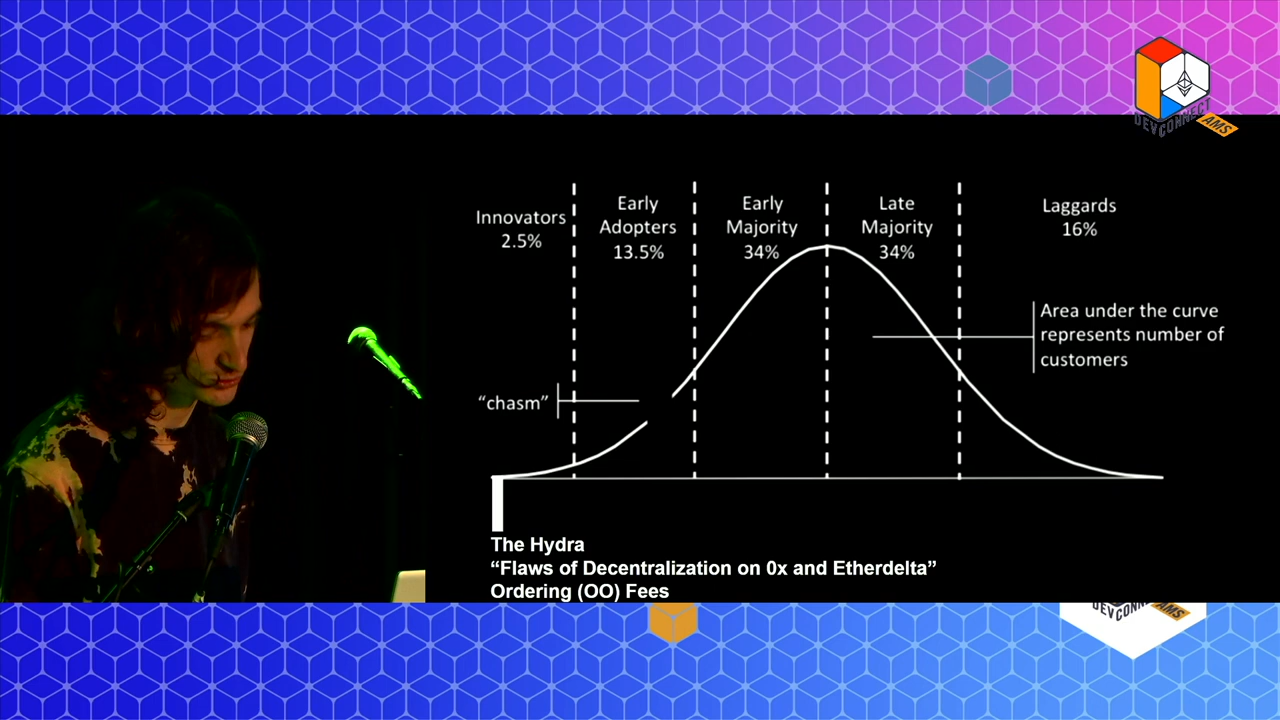 DEVCONNECT
AMS
Innovators
2.5%
Early
Adopters
13.5%
Early
Majority
34%
Late
Majority
34%
Laggards
16%
Area under the curve
represents number of
customers
“chasm”
The Hydra
“Flaws of Decentralization on 0x and Etherdelta”
Ordering (OO) Fees
DEVCONN
AMS